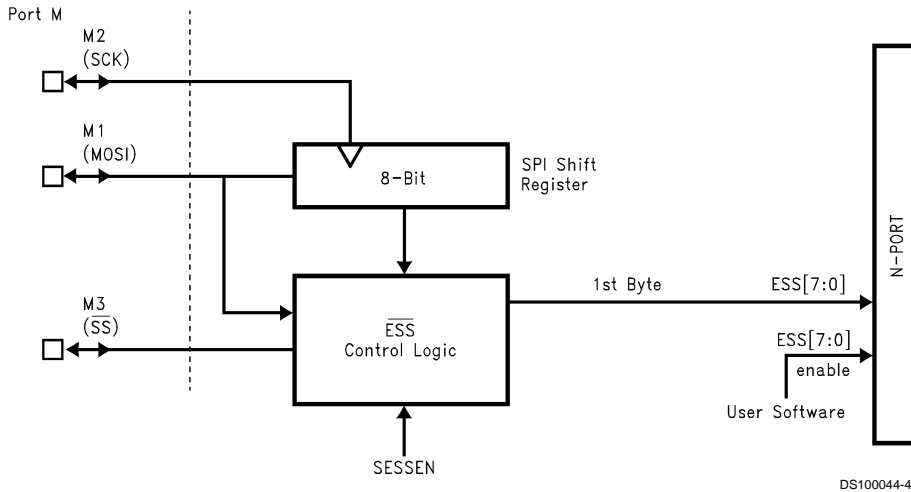 Port M
M2
(SCK)
M1
(MOSI)
8-Bit
SPI Shift
Register
M3
(SS)
ESS
Control Logic
1st Byte
ESS[7:0]
ESS[7:0]
enable
User Software
N-PORT
SESSEN
DS100044-4